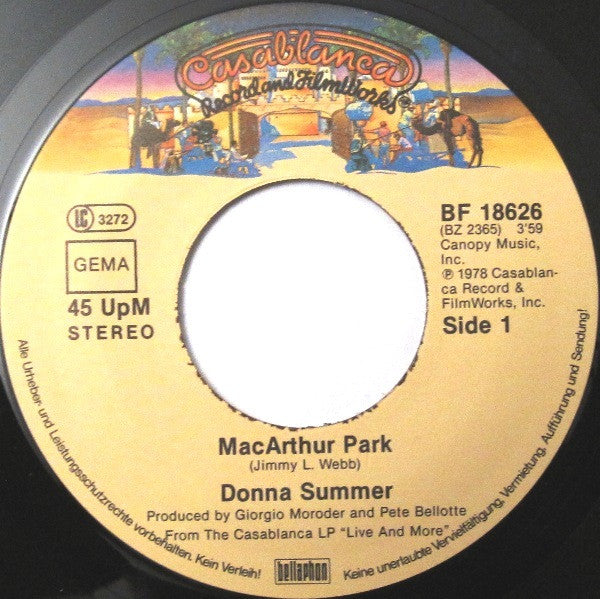 Casablanca
Record and FilmWorks
LC 3272
GEMA
45 UpM
STEREO
BF 18626
(BZ 2365) 3'59
Canopy Music,
Inc.
℗ 1978 Casablan-
ca Record &
FilmWorks, Inc.
Side 1
MacArthur Park
(Jimmy L. Webb)
Donna Summer
Produced by Giorgio Moroder and Pete Bellotte
From The Casablanca LP "Live And More"
bellaphon
Alle Urheber- und Leistungsschutzrechte vorbehalten. Kein Verleih! Keine unerlaubte Vervielfältigung, Vermietung, Aufführung und Sendung!